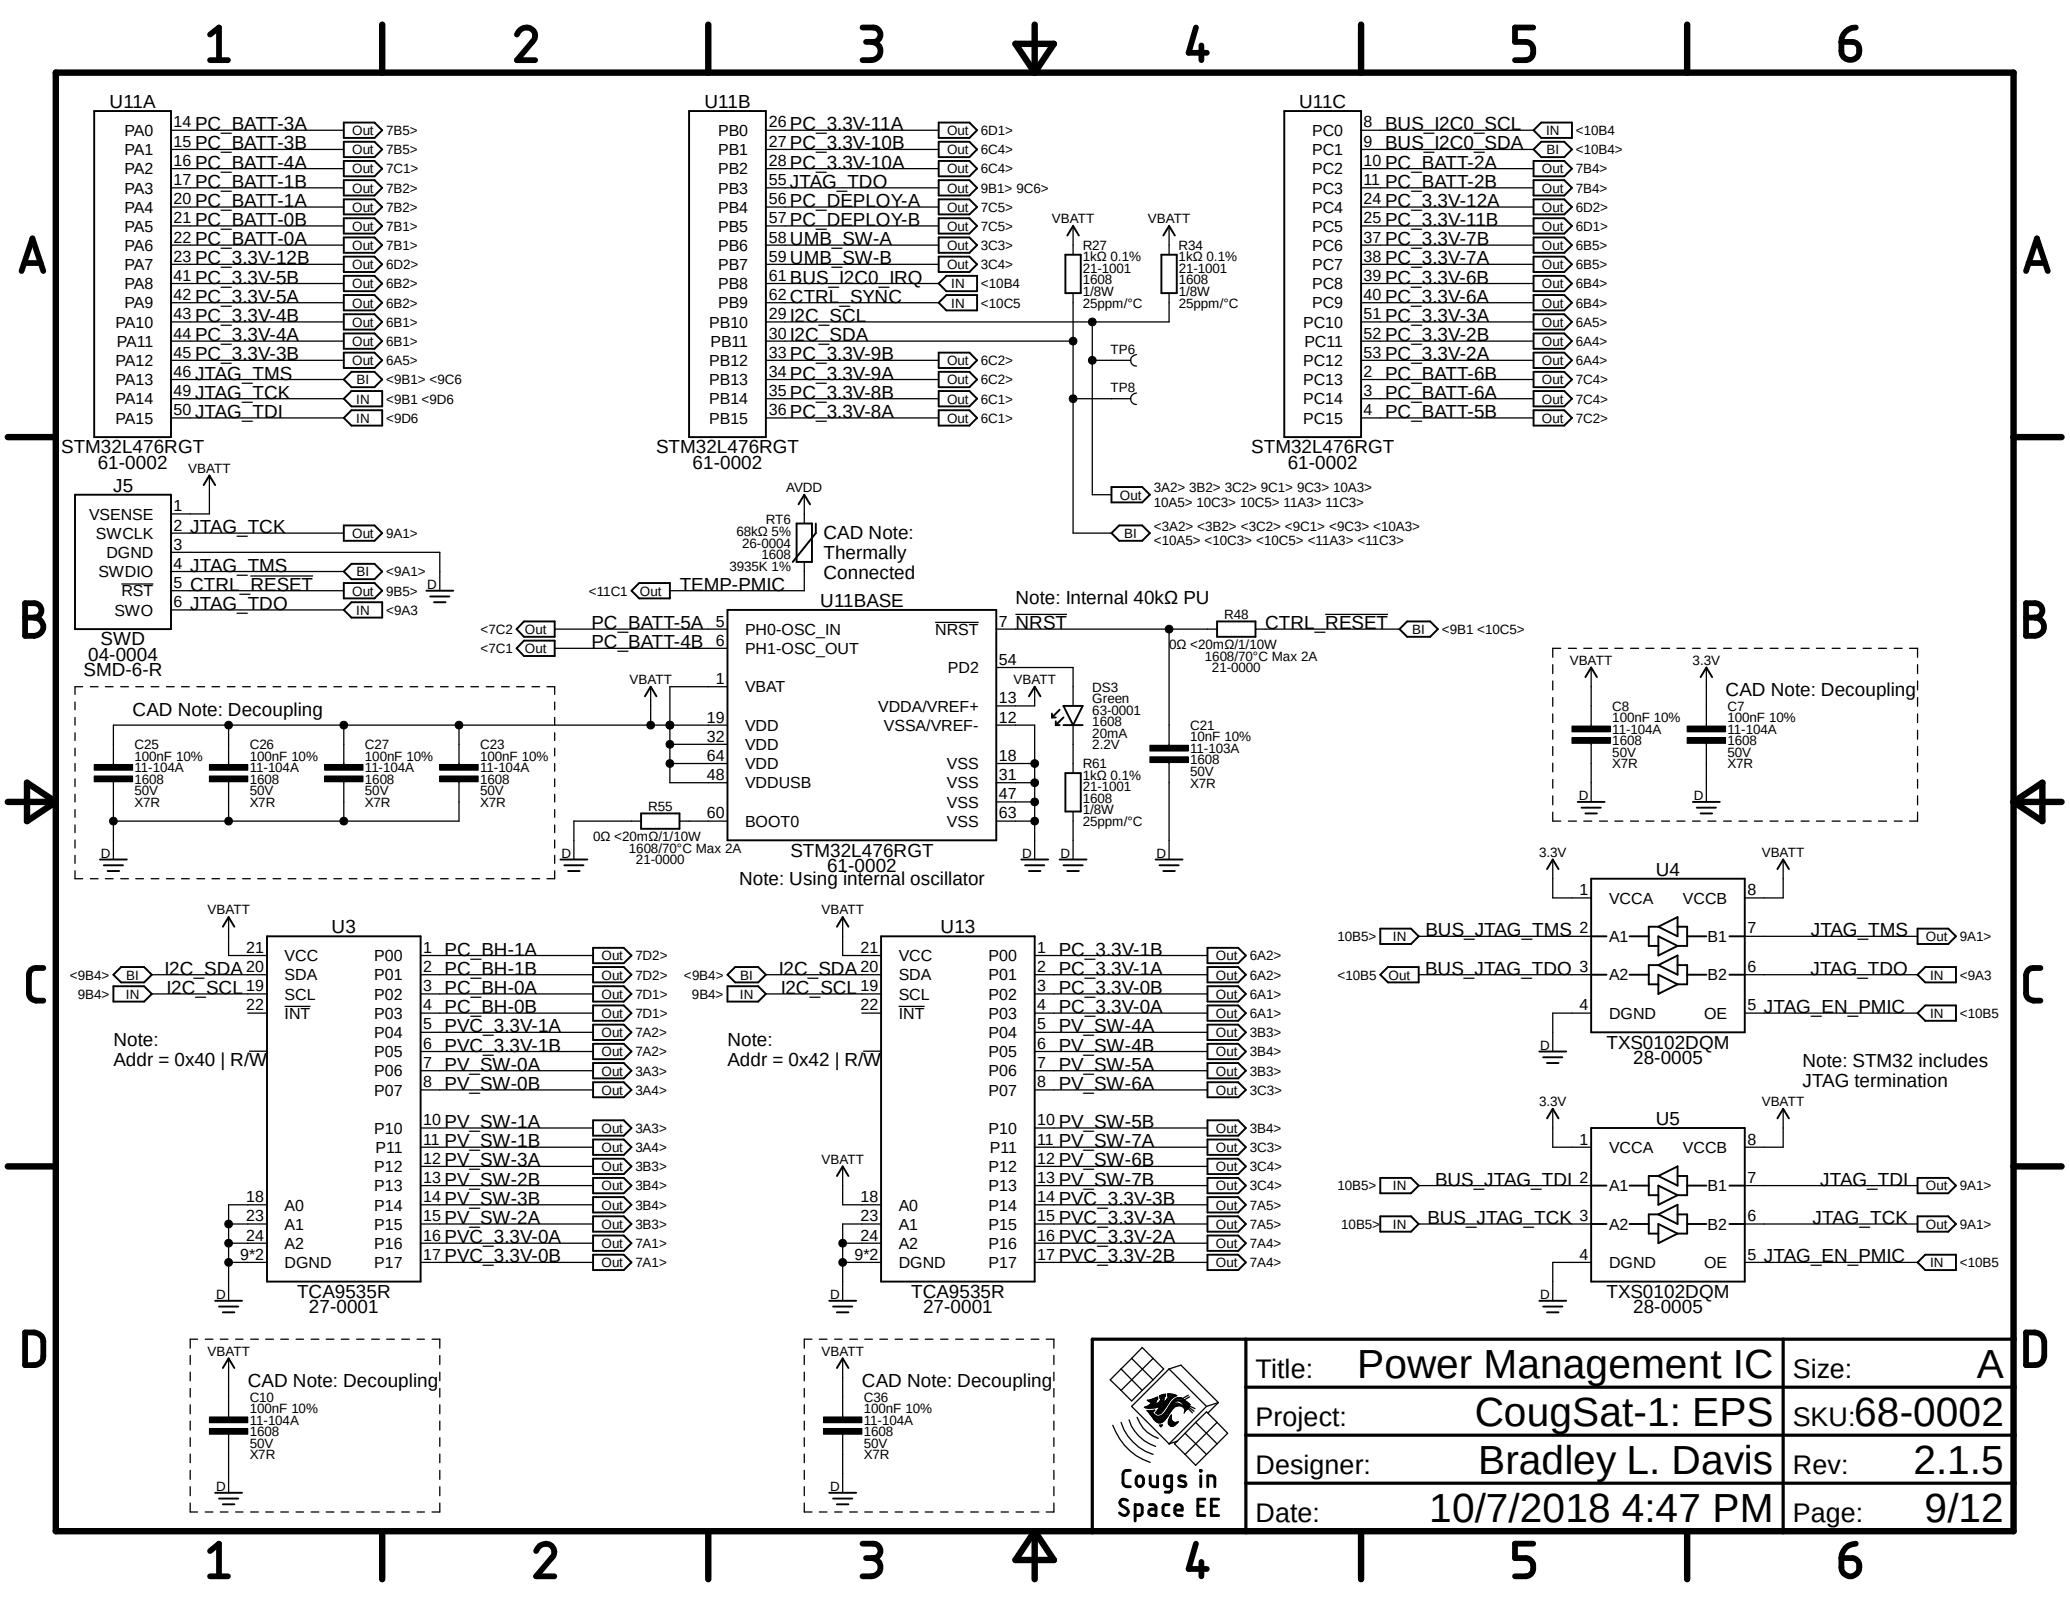 1 2 3 4 5 6
A
B
C
D
U11A
PA0 14 PC_BATT-3A Out 7B5>
PA1 15 PC_BATT-3B Out 7B5>
PA2 16 PC_BATT-4A Out 7C1>
PA3 17 PC_BATT-1B Out 7B2>
PA4 20 PC_BATT-1A Out 7B2>
PA5 21 PC_BATT-0B Out 7B1>
PA6 22 PC_BATT-0A Out 7B1>
PA7 23 PC_3.3V-12B Out 6D2>
PA8 41 PC_3.3V-5B Out 6B2>
PA9 42 PC_3.3V-5A Out 6B2>
PA10 43 PC_3.3V-4B Out 6B1>
PA11 44 PC_3.3V-4A Out 6B1>
PA12 45 PC_3.3V-3B Out 6A5>
PA13 46 JTAG_TMS BI <9B1> <9C6
PA14 49 JTAG_TCK IN <9B1 <9D6
PA15 50 JTAG_TDI IN <9D6
STM32L476RGT
61-0002
U11B
PB0 26 PC_3.3V-11A Out 6D1>
PB1 27 PC_3.3V-10B Out 6C4>
PB2 28 PC_3.3V-10A Out 6C4>
PB3 55 JTAG_TDO Out 9B1> 9C6>
PB4 56 PC_DEPLOY-A Out 7C5>
PB5 57 PC_DEPLOY-B Out 7C5>
PB6 58 UMB_SW-A Out 3C3>
PB7 59 UMB_SW-B Out 3C4>
PB8 61 BUS_I2C0_IRQ IN <10B4
PB9 62 CTRL_SYNC IN <10C5
PB10 29 I2C_SCL
PB11 30 I2C_SDA
PB12 33 PC_3.3V-9B Out 6C2>
PB13 34 PC_3.3V-9A Out 6C2>
PB14 35 PC_3.3V-8B Out 6C1>
PB15 36 PC_3.3V-8A Out 6C1>
STM32L476RGT
61-0002
VBATT
R27
1kΩ 0.1%
21-1001
1608
1/8W
25ppm/°C
VBATT
R34
1kΩ 0.1%
21-1001
1608
1/8W
25ppm/°C
TP6
TP8
Out 3A2> 3B2> 3C2> 9C1> 9C3> 10A3>
10A5> 10C3> 10C5> 11A3> 11C3>
BI <3A2> <3B2> <3C2> <9C1> <9C3> <10A3>
<10A5> <10C3> <10C5> <11A3> <11C3>
U11C
PC0 8 BUS_I2C0_SCL IN <10B4
PC1 9 BUS_I2C0_SDA BI <10B4>
PC2 10 PC_BATT-2A Out 7B4>
PC3 11 PC_BATT-2B Out 7B4>
PC4 24 PC_3.3V-12A Out 6D2>
PC5 25 PC_3.3V-11B Out 6D1>
PC6 37 PC_3.3V-7B Out 6B5>
PC7 38 PC_3.3V-7A Out 6B5>
PC8 39 PC_3.3V-6B Out 6B4>
PC9 40 PC_3.3V-6A Out 6B4>
PC10 51 PC_3.3V-3A Out 6A5>
PC11 52 PC_3.3V-2B Out 6A4>
PC12 53 PC_3.3V-2A Out 6A4>
PC13 2 PC_BATT-6B Out 7C4>
PC14 3 PC_BATT-6A Out 7C4>
PC15 4 PC_BATT-5B Out 7C2>
STM32L476RGT
61-0002
J5
VBATT
VSENSE 1
SWCLK 2 JTAG_TCK Out 9A1>
DGND 3
SWDIO 4 JTAG_TMS BI <9A1>
RST 5 CTRL_RESET Out 9B5>
SWO 6 JTAG_TDO IN <9A3
D
SWD
04-0004
SMD-6-R
AVDD
RT6
68kΩ 5%
26-0004
1608
3935K 1%
CAD Note:
Thermally
Connected
<11C1 Out TEMP-PMIC
U11BASE
<7C2 Out PC_BATT-5A 5 PH0-OSC_IN
<7C1 Out PC_BATT-4B 6 PH1-OSC_OUT
VBATT
1 VBAT
19 VDD
32 VDD
64 VDD
48 VDDUSB
60 BOOT0
NRST 7 NRST
PD2 54
VDDA/VREF+ 13 VBATT
VSSA/VREF- 12
VSS 18
VSS 31
VSS 47
VSS 63
D
STM32L476RGT
61-0002
Note: Using internal oscillator
Note: Internal 40kΩ PU
R48
CTRL_RESET BI <9B1 <10C5>
0Ω <20mΩ/1/10W
1608/70°C Max 2A
21-0000
DS3
Green
63-0001
1608
20mA
2.2V
R61
1kΩ 0.1%
21-1001
1608
1/8W
25ppm/°C
D
C21
10nF 10%
11-103A
1608
50V
X7R
D
R55
0Ω <20mΩ/1/10W
1608/70°C Max 2A
21-0000
D
CAD Note: Decoupling
C25
100nF 10%
11-104A
1608
50V
X7R
C26
100nF 10%
11-104A
1608
50V
X7R
C27
100nF 10%
11-104A
1608
50V
X7R
C23
100nF 10%
11-104A
1608
50V
X7R
D
VBATT 3.3V
CAD Note: Decoupling
C8
100nF 10%
11-104A
1608
50V
X7R
C7
100nF 10%
11-104A
1608
50V
X7R
D D
VBATT
U3
21 VCC
<9B4> BI I2C_SDA 20 SDA
9B4> IN I2C_SCL 19 SCL
22 INT
Note:
Addr = 0x40 | R/W
18 A0
23 A1
24 A2
9*2 DGND
D
P00 1 PC_BH-1A Out 7D2>
P01 2 PC_BH-1B Out 7D2>
P02 3 PC_BH-0A Out 7D1>
P03 4 PC_BH-0B Out 7D1>
P04 5 PVC_3.3V-1A Out 7A2>
P05 6 PVC_3.3V-1B Out 7A2>
P06 7 PV_SW-0A Out 3A3>
P07 8 PV_SW-0B Out 3A4>
P10 10 PV_SW-1A Out 3A3>
P11 11 PV_SW-1B Out 3A4>
P12 12 PV_SW-3A Out 3B3>
P13 13 PV_SW-2B Out 3B4>
P14 14 PV_SW-3B Out 3B4>
P15 15 PV_SW-2A Out 3B3>
P16 16 PVC_3.3V-0A Out 7A1>
P17 17 PVC_3.3V-0B Out 7A1>
TCA9535R
27-0001
VBATT
U13
21 VCC
<9B4> BI I2C_SDA 20 SDA
9B4> IN I2C_SCL 19 SCL
22 INT
Note:
Addr = 0x42 | R/W
VBATT
18 A0
23 A1
24 A2
9*2 DGND
D
P00 1 PC_3.3V-1B Out 6A2>
P01 2 PC_3.3V-1A Out 6A2>
P02 3 PC_3.3V-0B Out 6A1>
P03 4 PC_3.3V-0A Out 6A1>
P04 5 PV_SW-4A Out 3B3>
P05 6 PV_SW-4B Out 3B4>
P06 7 PV_SW-5A Out 3B3>
P07 8 PV_SW-6A Out 3C3>
P10 10 PV_SW-5B Out 3B4>
P11 11 PV_SW-7A Out 3C3>
P12 12 PV_SW-6B Out 3C4>
P13 13 PV_SW-7B Out 3C4>
P14 14 PVC_3.3V-3B Out 7A5>
P15 15 PVC_3.3V-3A Out 7A5>
P16 16 PVC_3.3V-2A Out 7A4>
P17 17 PVC_3.3V-2B Out 7A4>
TCA9535R
27-0001
3.3V U4 VBATT
1 VCCA VCCB 8
10B5> IN BUS_JTAG_TMS 2 A1 B1 7 JTAG_TMS Out 9A1>
<10B5 Out BUS_JTAG_TDO 3 A2 B2 6 JTAG_TDO IN <9A3
4 DGND OE 5 JTAG_EN_PMIC IN <10B5
D
TXS0102DQM
28-0005
Note: STM32 includes
JTAG termination
3.3V U5 VBATT
1 VCCA VCCB 8
10B5> IN BUS_JTAG_TDI 2 A1 B1 7 JTAG_TDI Out 9A1>
10B5> IN BUS_JTAG_TCK 3 A2 B2 6 JTAG_TCK Out 9A1>
4 DGND OE 5 JTAG_EN_PMIC IN <10B5
D
TXS0102DQM
28-0005
VBATT
CAD Note: Decoupling
C10
100nF 10%
11-104A
1608
50V
X7R
D
VBATT
CAD Note: Decoupling
C36
100nF 10%
11-104A
1608
50V
X7R
D
Cougs in
Space EE
Title: Power Management IC Size: A
Project: CougSat-1: EPS SKU: 68-0002
Designer: Bradley L. Davis Rev: 2.1.5
Date: 10/7/2018 4:47 PM Page: 9/12
A
B
C
D
1 2 3 4 5 6